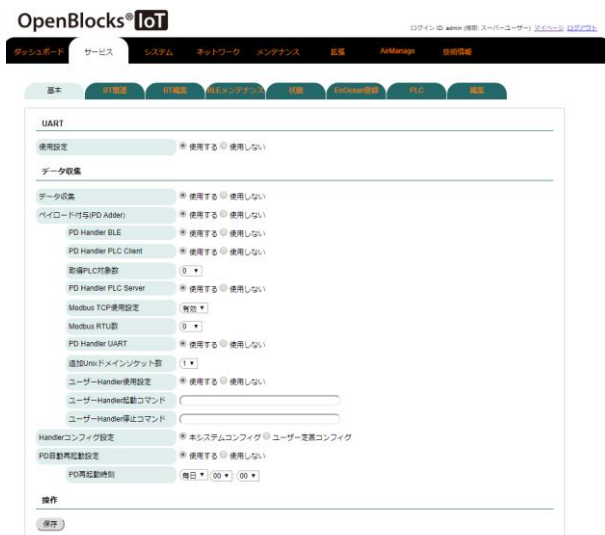 OpenBlocks® IoT
ログイン ID: admin (権限: スーパーユーザー) マイページ ログアウト
ダッシュボード サービス システム ネットワーク メンテナンス 拡張 AirManage 技術情報
基本 BT関連 BT編集 BLEメンテナンス 状態 EnOcean登録 PLC 編集
UART
使用設定 使用する 使用しない
データ収集
データ収集 使用する 使用しない
ペイロード付与(PD Adder) 使用する 使用しない
PD Handler BLE 使用する 使用しない
PD Handler PLC Client 使用する 使用しない
取得PLC対象数 0
PD Handler PLC Server 使用する 使用しない
Modbus TCP使用設定 有効
Modbus RTU数 0
PD Handler UART 使用する 使用しない
追加Unixドメインソケット数 1
ユーザーHandler使用設定 使用する 使用しない
ユーザーHandler起動コマンド
ユーザーHandler停止コマンド
Handlerコンフィグ設定 本システムコンフィグ ユーザー定義コンフィグ
PD自動再起動設定 使用する 使用しない
PD再起動時刻 毎日 00 : 00
操作
保存